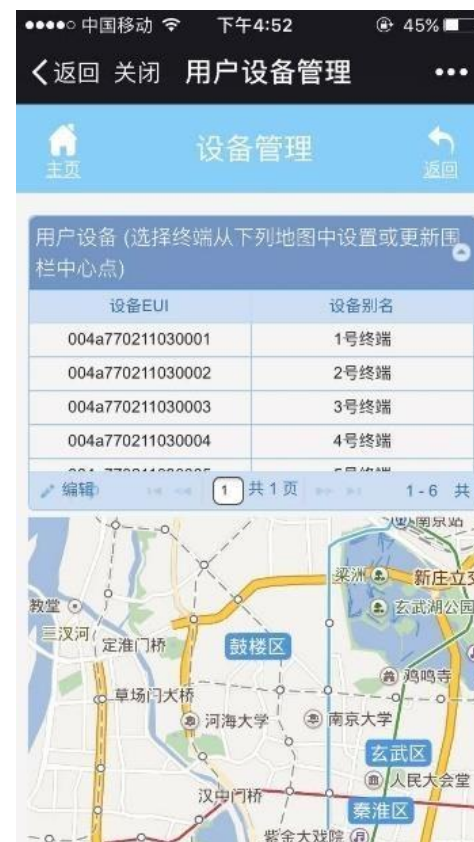 中国移动 下午4:52 45%
返回 关闭 用户设备管理
主页 设备管理 返回
用户设备 (选择终端从下列地图中设置或更新围
栏中心点)
设备EUI 设备别名
004a770211030001 1号终端
004a770211030002 2号终端
004a770211030003 3号终端
004a770211030004 4号终端
编辑 1 共 1 页 1 - 6 共
南京站
梁洲 新庄立交
教堂 玄武湖公园
三汊河 定淮门桥 鼓楼区
鸡鸣寺
草场门大桥
河海大学 南京大学
玄武区
人民大会堂
汉中门桥
秦淮区
紫金大戏院